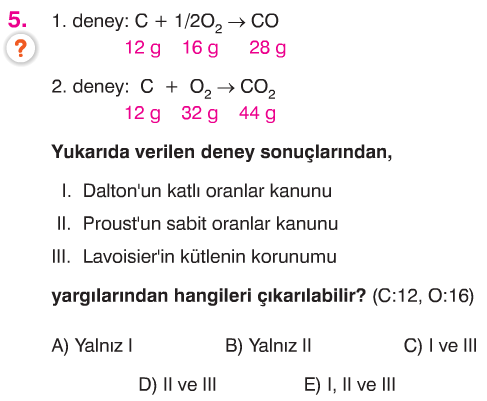 5. 1. deney: C + 1/2O₂ → CO
? 12 g 16 g 28 g
2. deney: C + O₂ → CO₂
12 g 32 g 44 g
Yukarıda verilen deney sonuçlarından,
I. Dalton'un katlı oranlar kanunu
II. Proust'un sabit oranlar kanunu
III. Lavoisier'in kütlenin korunumu
yargılarından hangileri çıkarılabilir? (C:12, O:16)
A) Yalnız I B) Yalnız II C) I ve III
D) II ve III E) I, II ve III